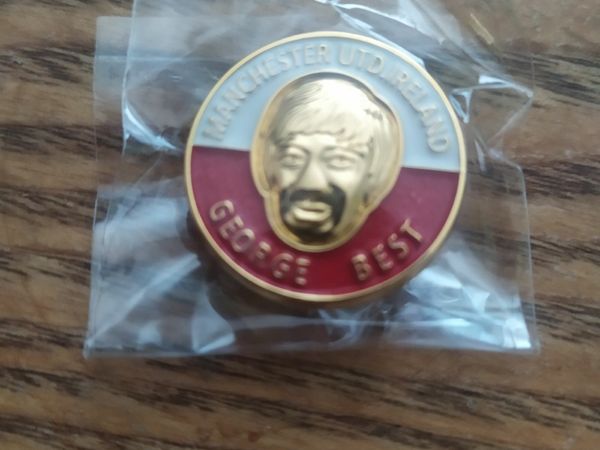 MANCHESTER UTD. IRELAND
GEORGE BEST